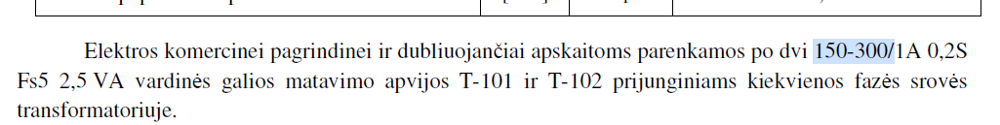 Elektros komercinei pagrindinei ir dubliuojančiai apskaitoms parenkamos po dvi 150-300/1A 0,2S
Fs5 2,5 VA vardinės galios matavimo apvijos T-101 ir T-102 prijunginiams kiekvienos fazės srovės
transformatoriuje.